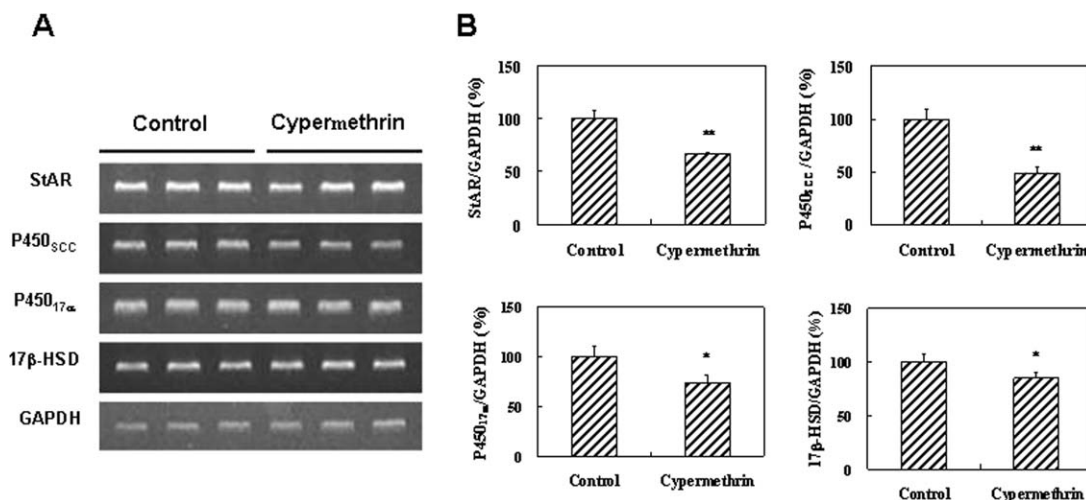 A
Control Cypermethrin
StAR
P450SCC
P45017α
17β-HSD
GAPDH
B
StAR/GAPDH (%)
150
100
50
0
**
Control Cypermethrin
P450SCC/GAPDH (%)
150
100
50
0
**
Control Cypermethrin
P45017α/GAPDH (%)
150
100
50
0
*
Control Cypermethrin
17β-HSD/GAPDH (%)
150
100
50
0
*
Control Cypermethrin